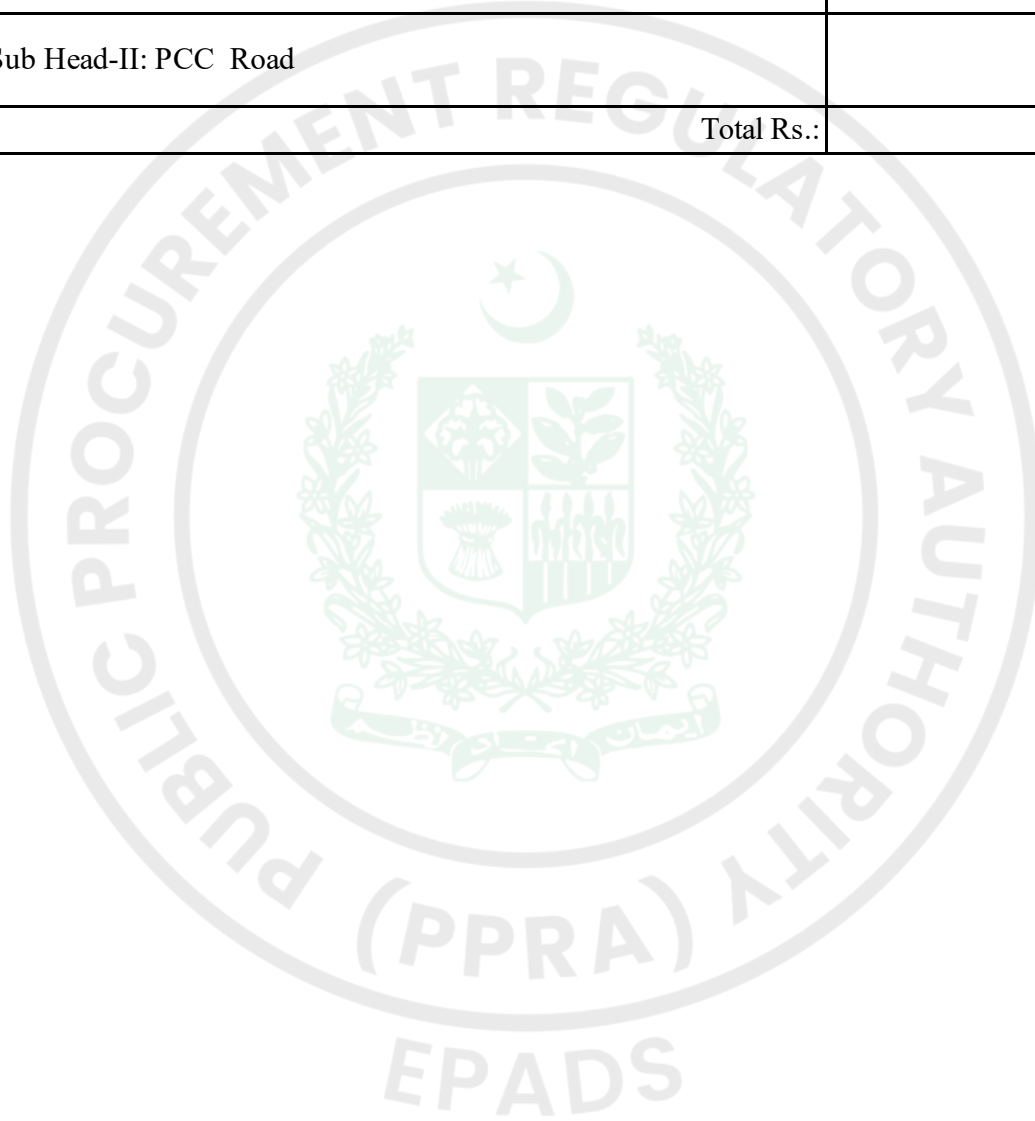 Sub Head-II: PCC Road
Total Rs.:
PUBLIC PROCUREMENT REGULATORY AUTHORITY
(PPRA)
EPADS